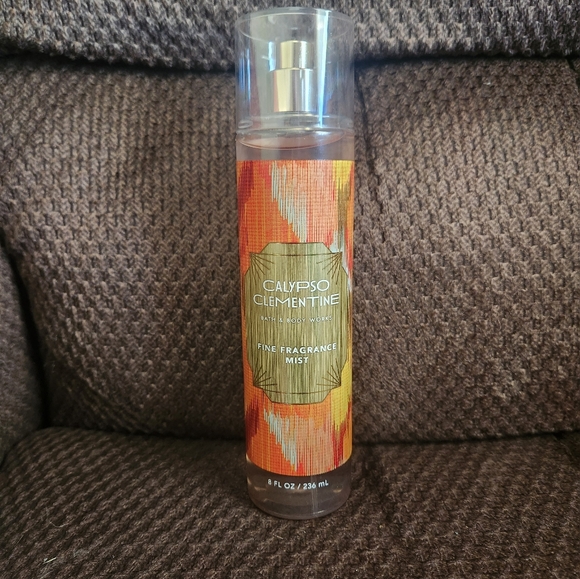 CALYPSO
CLEMENTINE
BATH & BODY WORKS
FINE FRAGRANCE
MIST
8 FL OZ / 236 mL